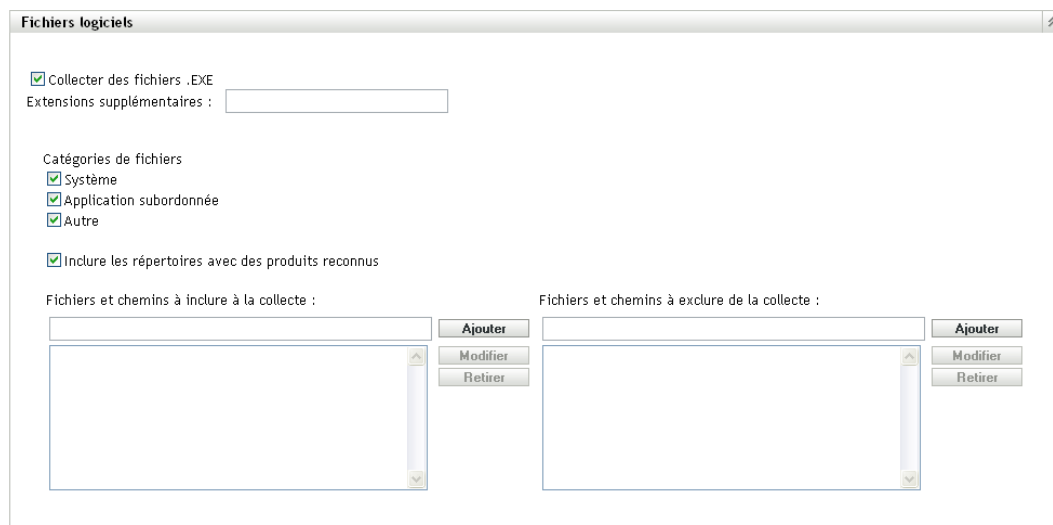 Fichiers logiciels
Collecter des fichiers .EXE
Extensions supplémentaires :
Catégories de fichiers
Système
Application subordonnée
Autre
Inclure les répertoires avec des produits reconnus
Fichiers et chemins à inclure à la collecte :
Fichiers et chemins à exclure de la collecte :
Ajouter
Ajouter
Modifier
Modifier
Retirer
Retirer